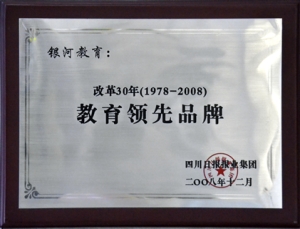 银河教育：
改革30年(1978-2008)
教育领先品牌
四川日报报业集团
二〇〇八年十二月